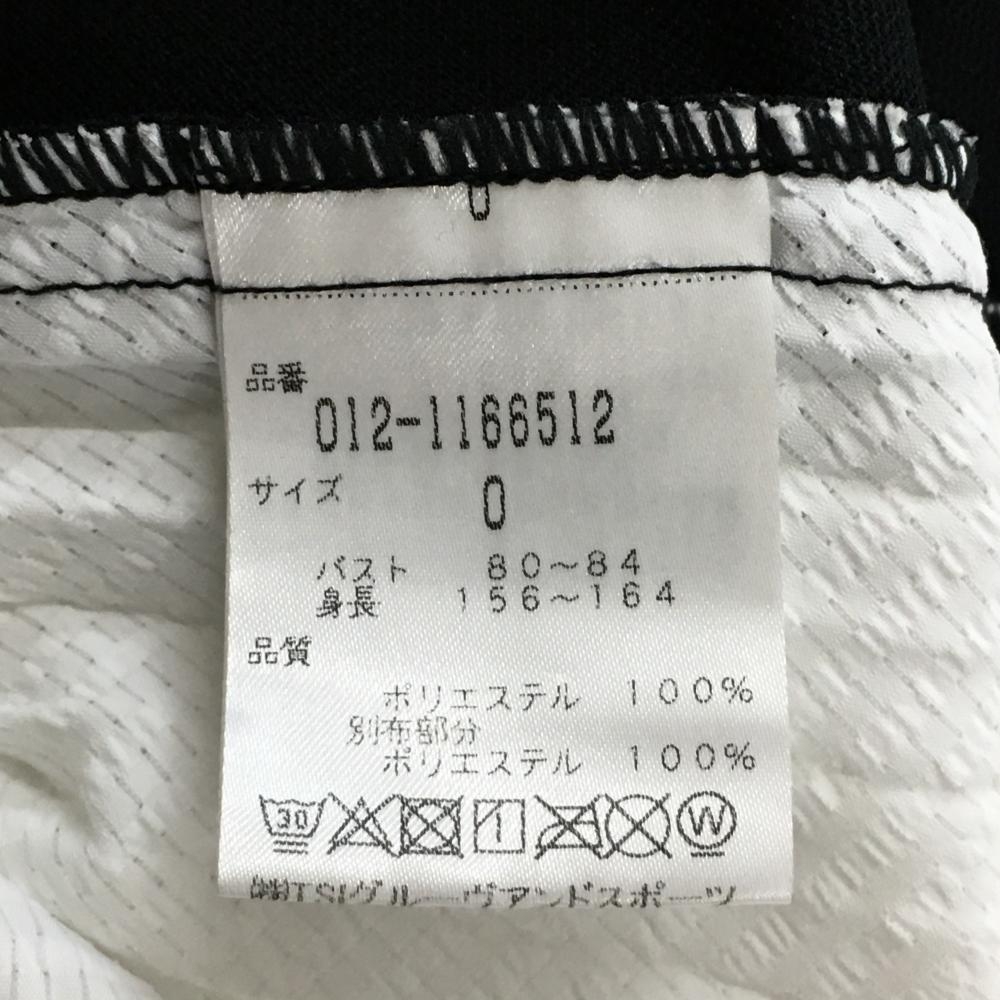 0
品番
012-1166512
サイズ 0
バスト 80～84
身長 156～164
品質
ポリエステル 100%
別布部分
ポリエステル 100%
30 W
㈱TSIグルーヴアンドスポーツ